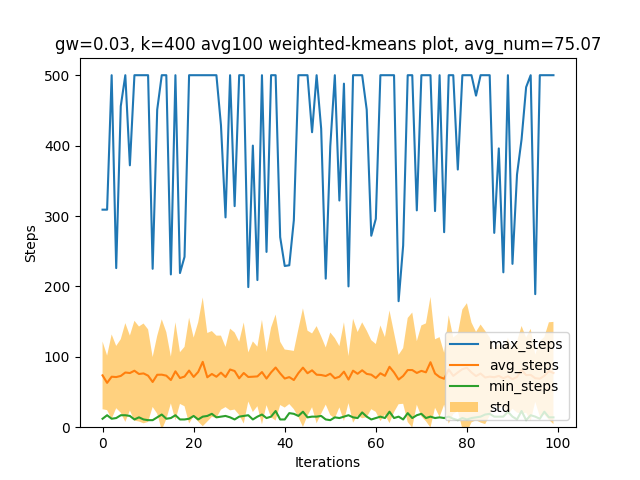 gw=0.03, k=400 avg100 weighted-kmeans plot, avg_num=75.07
500
400
300
200
100
0
Steps
max_steps
avg_steps
min_steps
std
0
20
40
60
80
100
Iterations